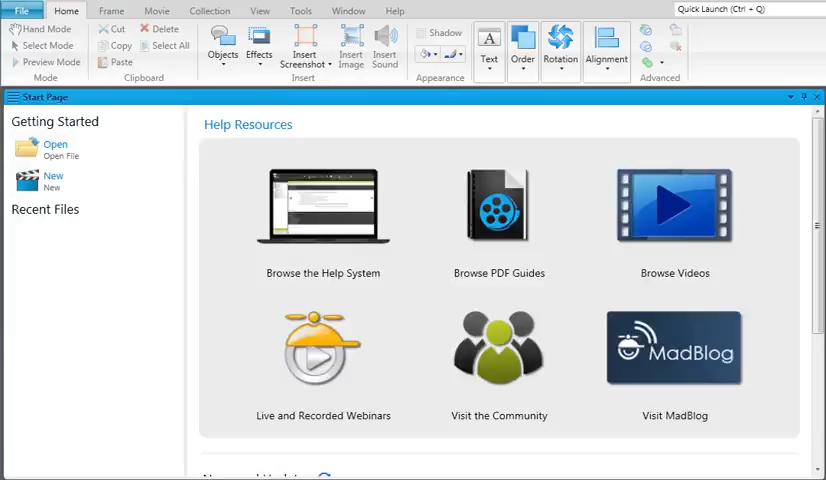 File Home Frame Movie Collection View Tools Window Help Quick Launch (Ctrl + Q)
Hand Mode
Select Mode
Preview Mode
Mode
Cut Delete
Copy Select All
Paste
Clipboard
Objects
Effects
Insert Screenshot
Insert Image
Insert Sound
Insert
Shadow
Appearance
A
Text
Order
Rotation
Alignment
Advanced
Start Page
Getting Started
Open
Open File
New
New
Recent Files
Help Resources
Browse the Help System Browse PDF Guides Browse Videos
MadBlog
Live and Recorded Webinars Visit the Community Visit MadBlog